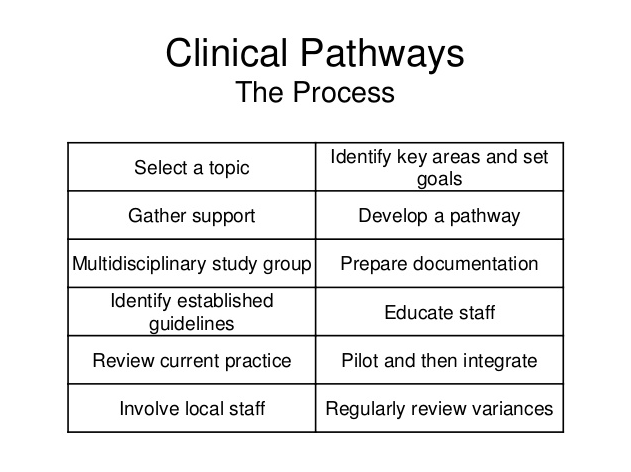 Clinical Pathways
The Process
Select a topic
Identify key areas and set
goals
Gather support
Develop a pathway
Multidisciplinary study group
Prepare documentation
Identify established
guidelines
Educate staff
Review current practice
Pilot and then integrate
Involve local staff
Regularly review variances